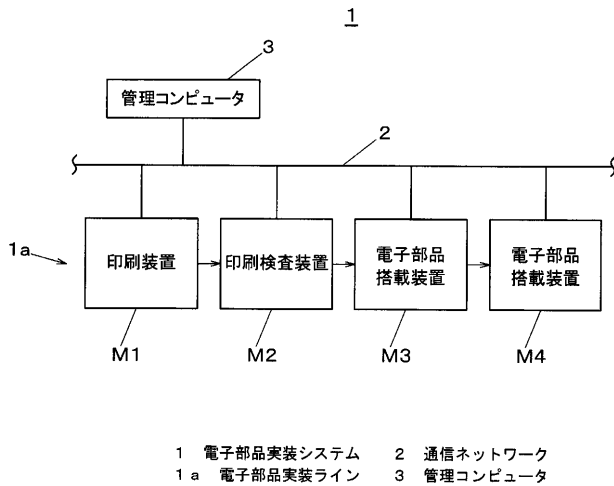 1
3
管理コンピュータ
2
1a
印刷装置
印刷検査装置
電子部品
搭載装置
電子部品
搭載装置
M1
M2
M3
M4
1 電子部品実装システム 2 通信ネットワーク
1a 電子部品実装ライン 3 管理コンピュータ